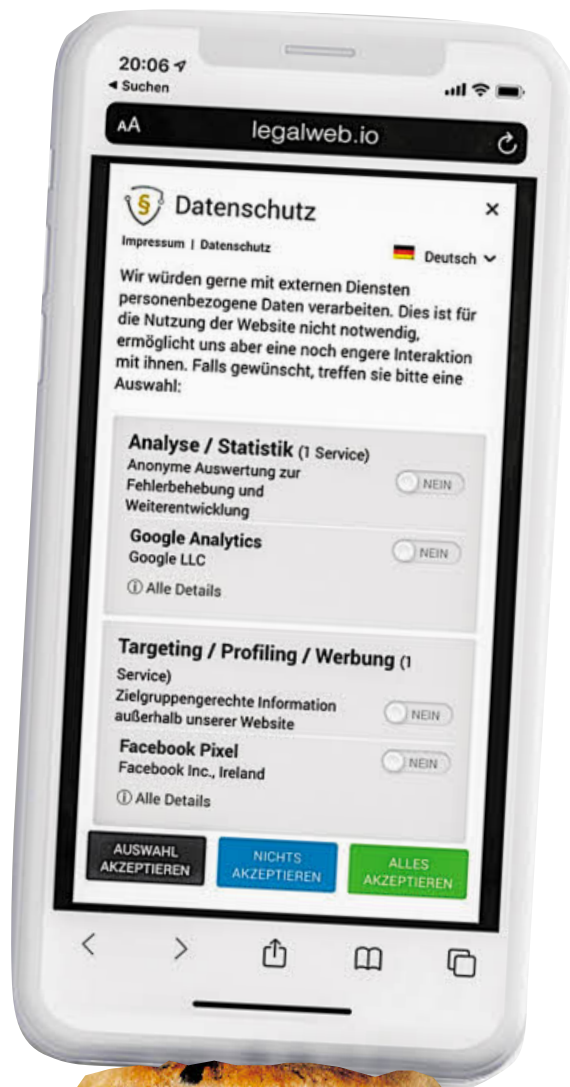 20:06
◀ Suchen
AA legalweb.io
§ Datenschutz ×
Impressum | Datenschutz Deutsch
Wir würden gerne mit externen Diensten
personenbezogene Daten verarbeiten. Dies ist für
die Nutzung der Website nicht notwendig,
ermöglicht uns aber eine noch engere Interaktion
mit ihnen. Falls gewünscht, treffen sie bitte eine
Auswahl:
Analyse / Statistik (1 Service)
Anonyme Auswertung zur
Fehlerbehebung und
Weiterentwicklung
NEIN
Google Analytics
Google LLC
NEIN
ⓘ Alle Details
Targeting / Profiling / Werbung (1
Service)
Zielgruppengerechte Information
außerhalb unserer Website
NEIN
Facebook Pixel
Facebook Inc., Ireland
NEIN
ⓘ Alle Details
AUSWAHL
AKZEPTIEREN
NICHTS
AKZEPTIEREN
ALLES
AKZEPTIEREN